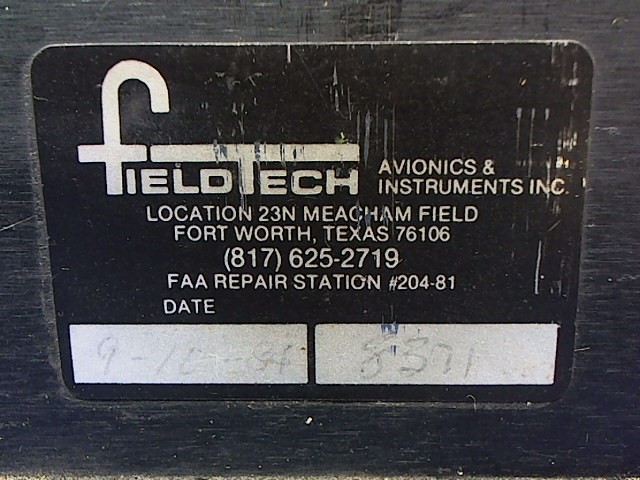 FIELDTECH AVIONICS &
INSTRUMENTS INC.
LOCATION 23N MEACHAM FIELD
FORT WORTH, TEXAS 76106
(817) 625-2719
FAA REPAIR STATION #204-81
DATE